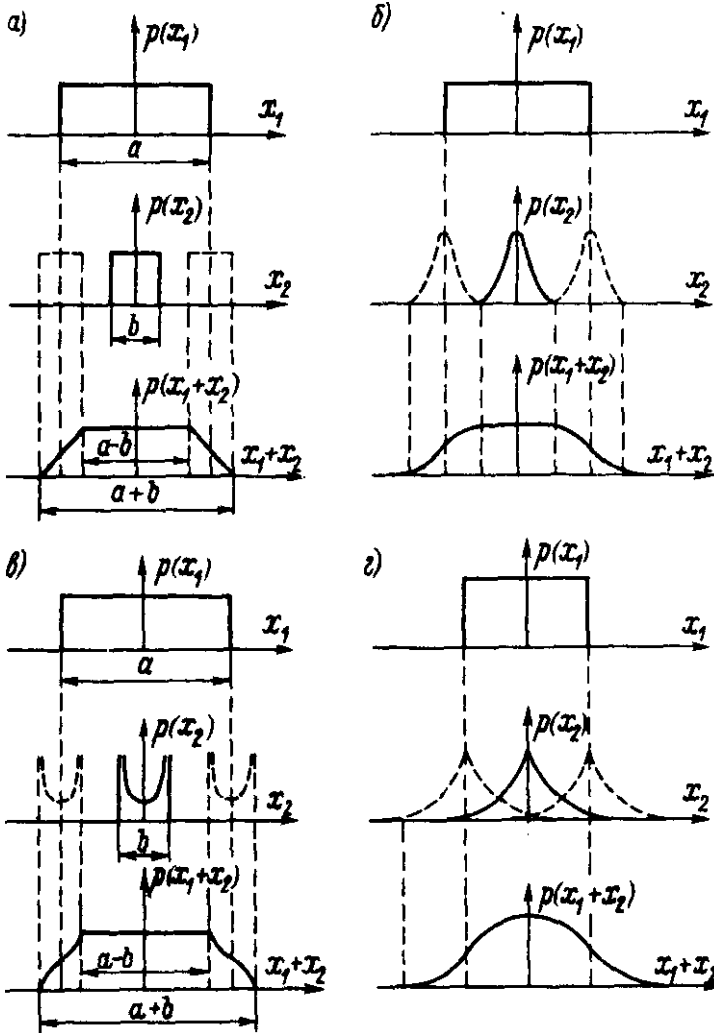 а)
p(x₁)
x₁
a
p(x₂)
x₂
b
p(x₁+x₂)
a-b
x₁+x₂
a+b
б)
p(x₁)
x₁
p(x₂)
x₂
p(x₁+x₂)
x₁+x₂
в)
p(x₁)
x₁
a
p(x₂)
x₂
b
p(x₁+x₂)
a-b
x₁+x₂
a+b
г)
p(x₁)
x₁
p(x₂)
x₂
p(x₁+x₂)
x₁+x₂